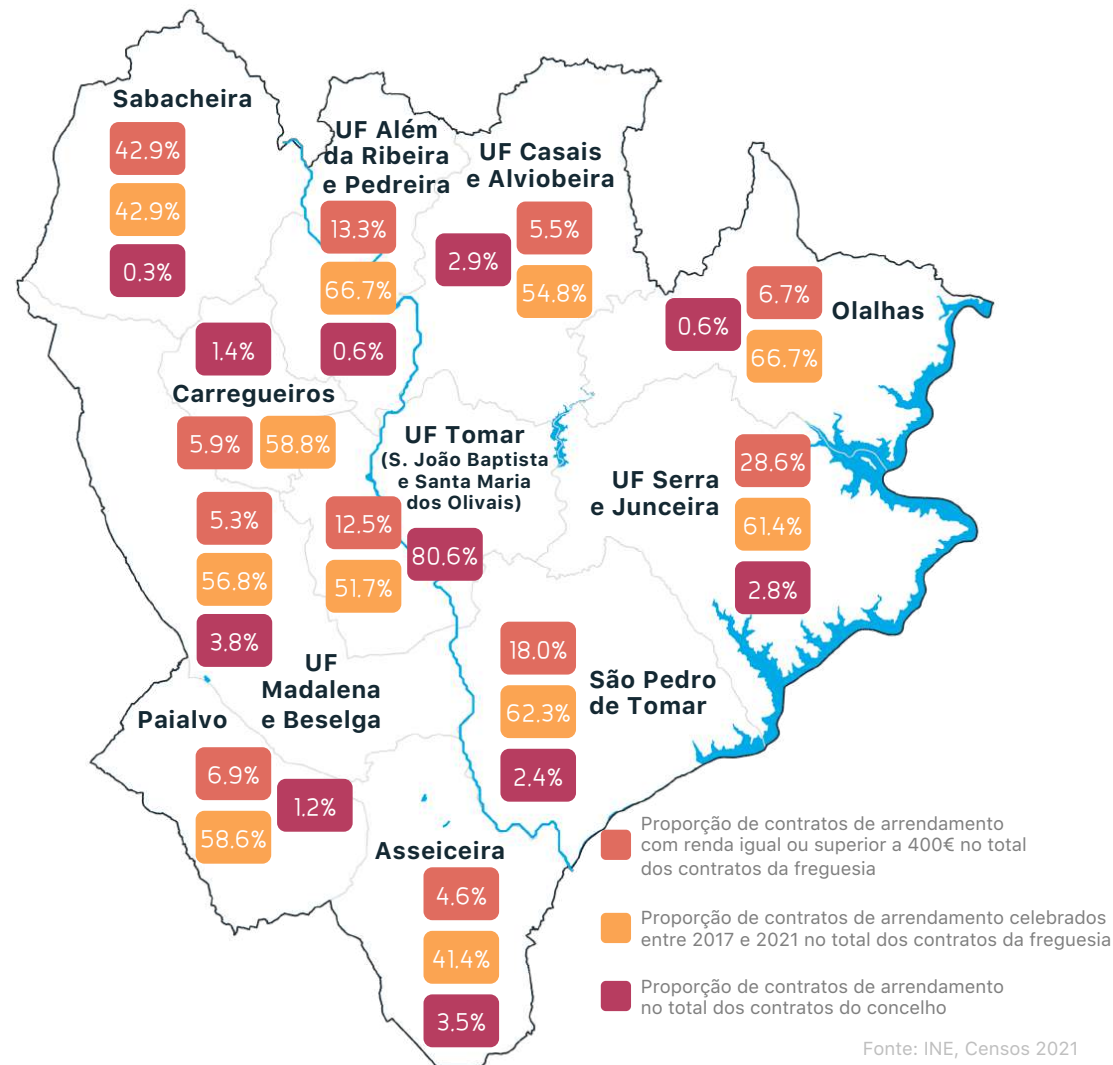 Sabacheira
42.9%
42.9%
0.3%
UF Além
da Ribeira
e Pedreira
13.3%
66.7%
0.6%
UF Casais
e Alviobeira
2.9%
5.5%
54.8%
Olalhas
0.6%
6.7%
66.7%
1.4%
Carregueiros
5.9%
58.8%
UF Tomar
(S. João Baptista
e Santa Maria
dos Olivais)
12.5%
80.6%
51.7%
UF Serra
e Junceira
28.6%
61.4%
2.8%
5.3%
56.8%
3.8%
UF
Madalena
e Beselga
São Pedro
de Tomar
18.0%
62.3%
2.4%
Paialvo
6.9%
1.2%
58.6%
Asseiceira
4.6%
41.4%
3.5%
Proporção de contratos de arrendamento
com renda igual ou superior a 400€ no total
dos contratos da freguesia
Proporção de contratos de arrendamento celebrados
entre 2017 e 2021 no total dos contratos da freguesia
Proporção de contratos de arrendamento
no total dos contratos do concelho
Fonte: INE, Censos 2021